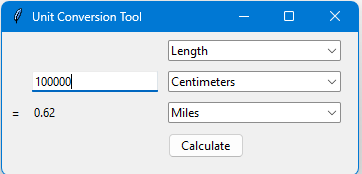 Unit Conversion Tool
Length
100000 Centimeters
= 0.62 Miles
Calculate